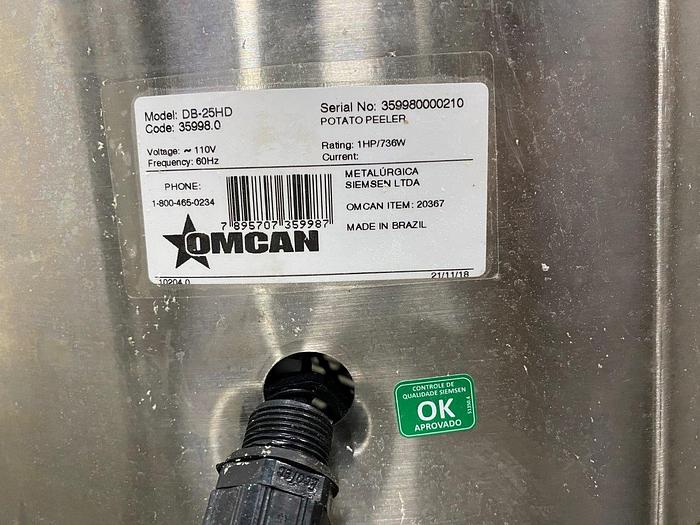 Model: DB-25HD
Code: 35998.0
Serial No: 359980000210
POTATO PEELER
Voltage: ~ 110V
Frequency: 60Hz
Rating: 1HP/736W
Current:
PHONE:
1-800-465-0234
7 895707 359987
METALÚRGICA
SIEMSEN LTDA
OMCAN ITEM: 20367
MADE IN BRAZIL
OMCAN
10204.0
21/11/18
CONTROLE DE
QUALIDADE SIEMSEN
OK
APROVADO